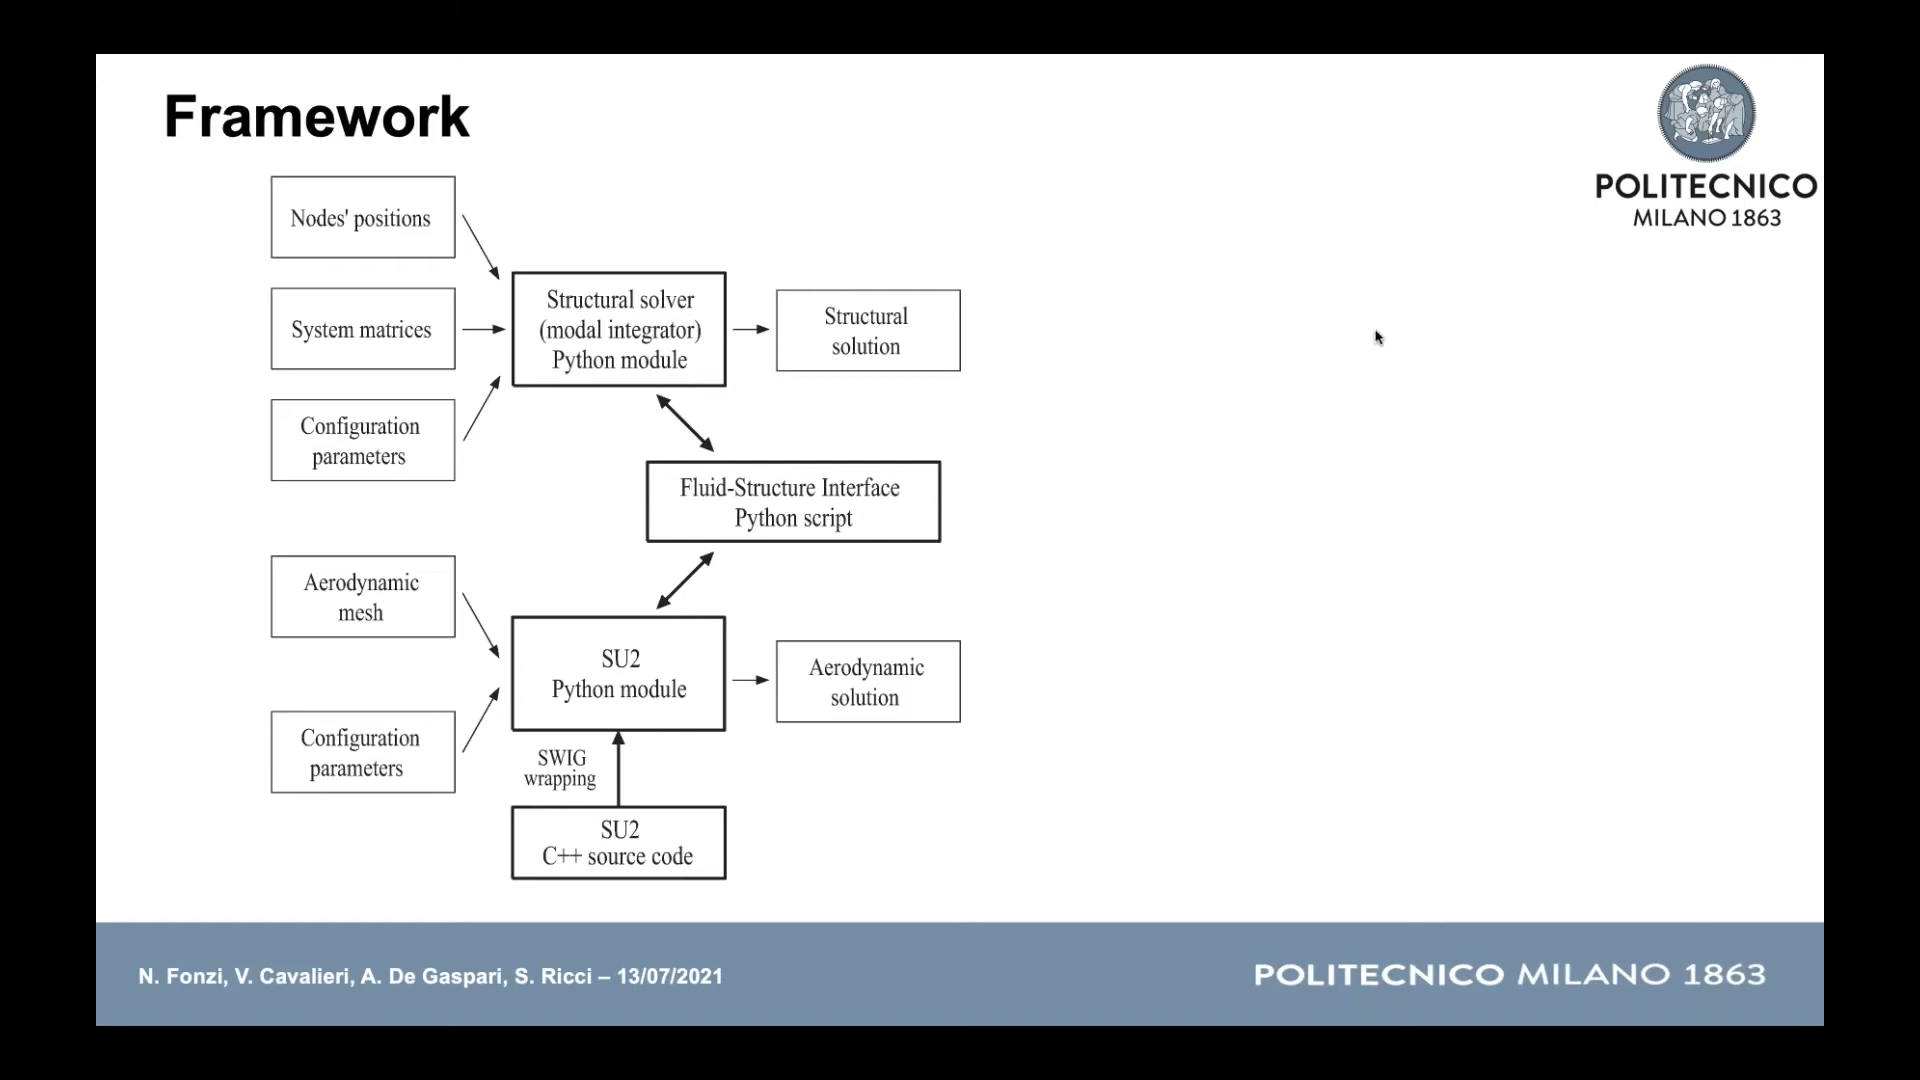 Framework
POLITECNICO
MILANO 1863
Nodes' positions
System matrices
Configuration
parameters
Structural solver
(modal integrator)
Python module
Structural
solution
Fluid-Structure Interface
Python script
Aerodynamic
mesh
Configuration
parameters
SU2
Python module
Aerodynamic
solution
SWIG
wrapping
SU2
C++ source code
N. Fonzi, V. Cavalieri, A. De Gaspari, S. Ricci – 13/07/2021
POLITECNICO MILANO 1863